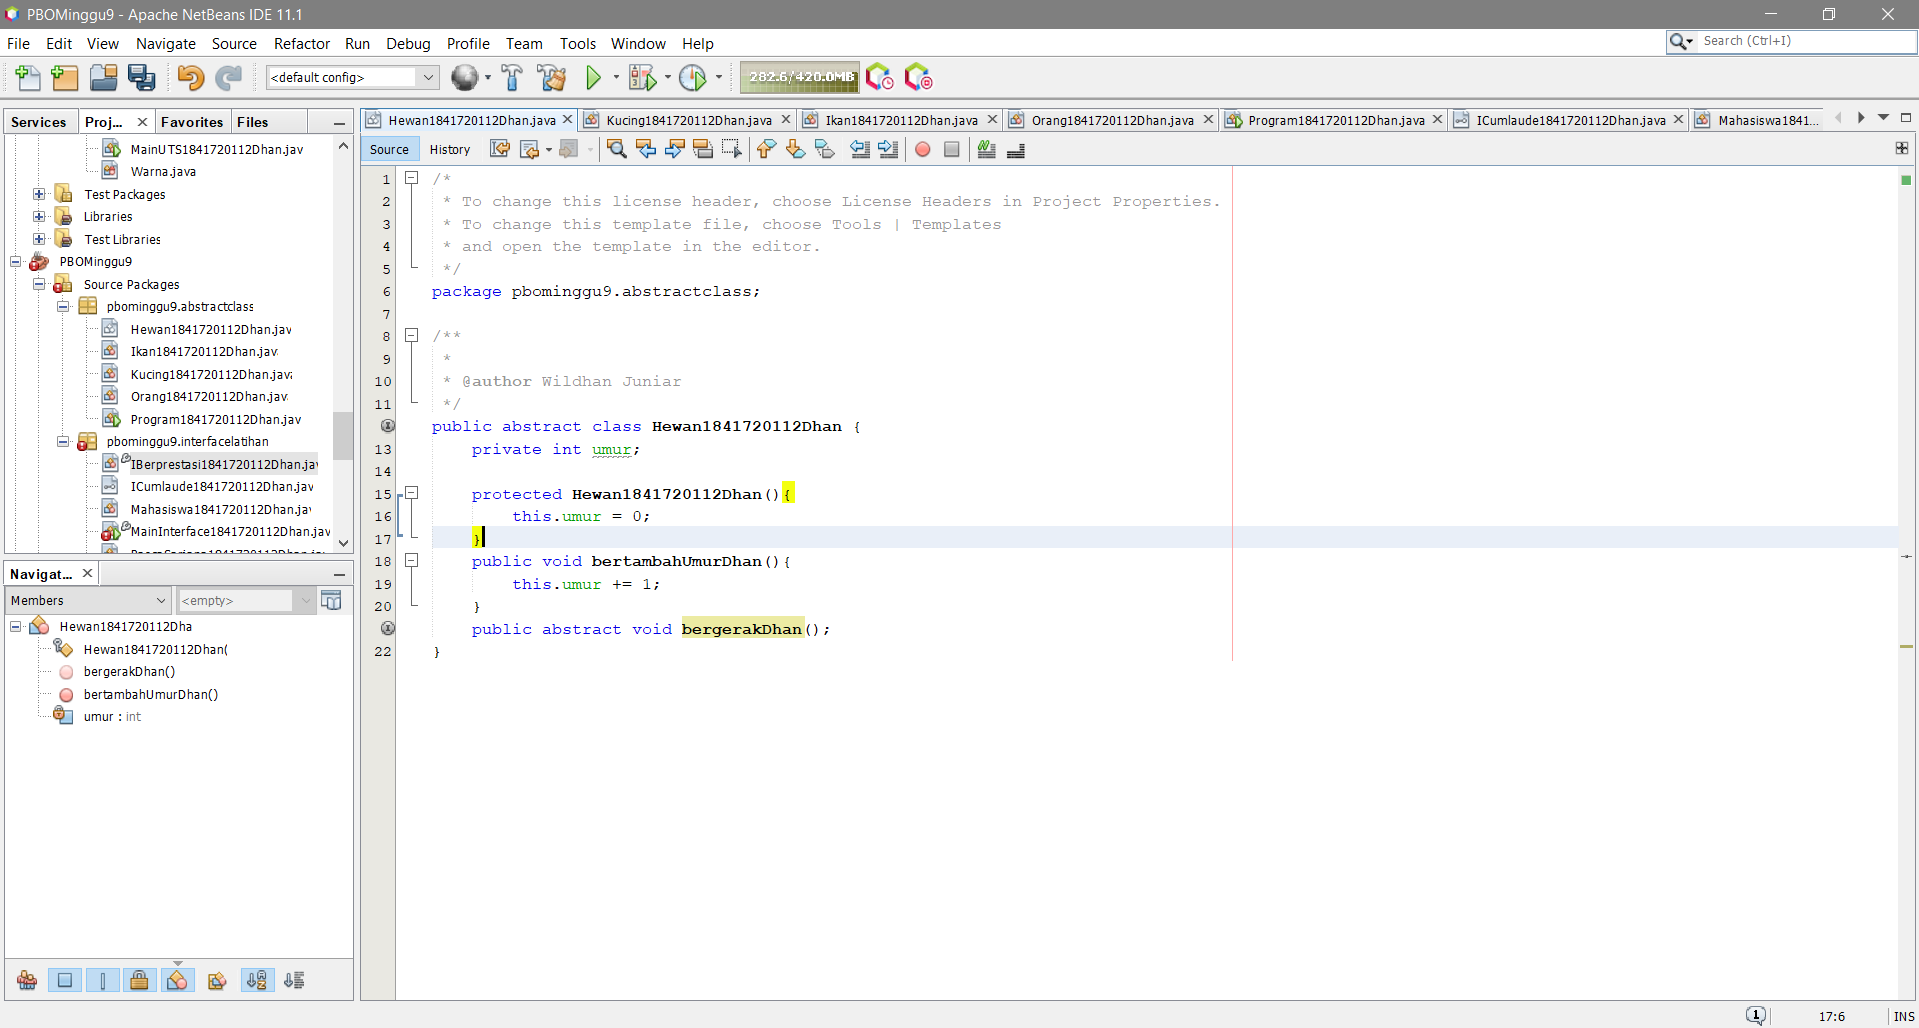 PBOMinggu9 - Apache NetBeans IDE 11.1
File Edit View Navigate Source Refactor Run Debug Profile Team Tools Window Help
Search (Ctrl+I)
<default config>
282.6/420.0MB
Services Proj... Favorites Files
MainUTS1841720112Dhan.jav
Warna.java
Test Packages
Libraries
Test Libraries
PBOMinggu9
Source Packages
pbominggu9.abstractclass
Hewan1841720112Dhan.jav
Ikan1841720112Dhan.jav
Kucing1841720112Dhan.java
Orang1841720112Dhan.jav
Program1841720112Dhan.jav
pbominggu9.interfacelatihan
IBerprestasi1841720112Dhan.jav
ICumlaude1841720112Dhan.jav
Mahasiswa1841720112Dhan.jav
MainInterface1841720112Dhan.jav
Navigat...
Members
<empty>
Hewan1841720112Dha
Hewan1841720112Dhan(
bergerakDhan()
bertambahUmurDhan()
umur : int
Hewan1841720112Dhan.java Kucing1841720112Dhan.java Ikan1841720112Dhan.java Orang1841720112Dhan.java Program1841720112Dhan.java ICumlaude1841720112Dhan.java Mahasiswa1841...
Source History
1 /*
2 * To change this license header, choose License Headers in Project Properties.
3 * To change this template file, choose Tools | Templates
4 * and open the template in the editor.
5 */
6 package pbominggu9.abstractclass;
7
8 /**
9 *
10 * @author Wildhan Juniar
11 */
public abstract class Hewan1841720112Dhan {
13 private int umur;
14
15 protected Hewan1841720112Dhan(){
16 this.umur = 0;
17 }
18 public void bertambahUmurDhan(){
19 this.umur += 1;
20 }
public abstract void bergerakDhan();
22 }
1
17:6
INS